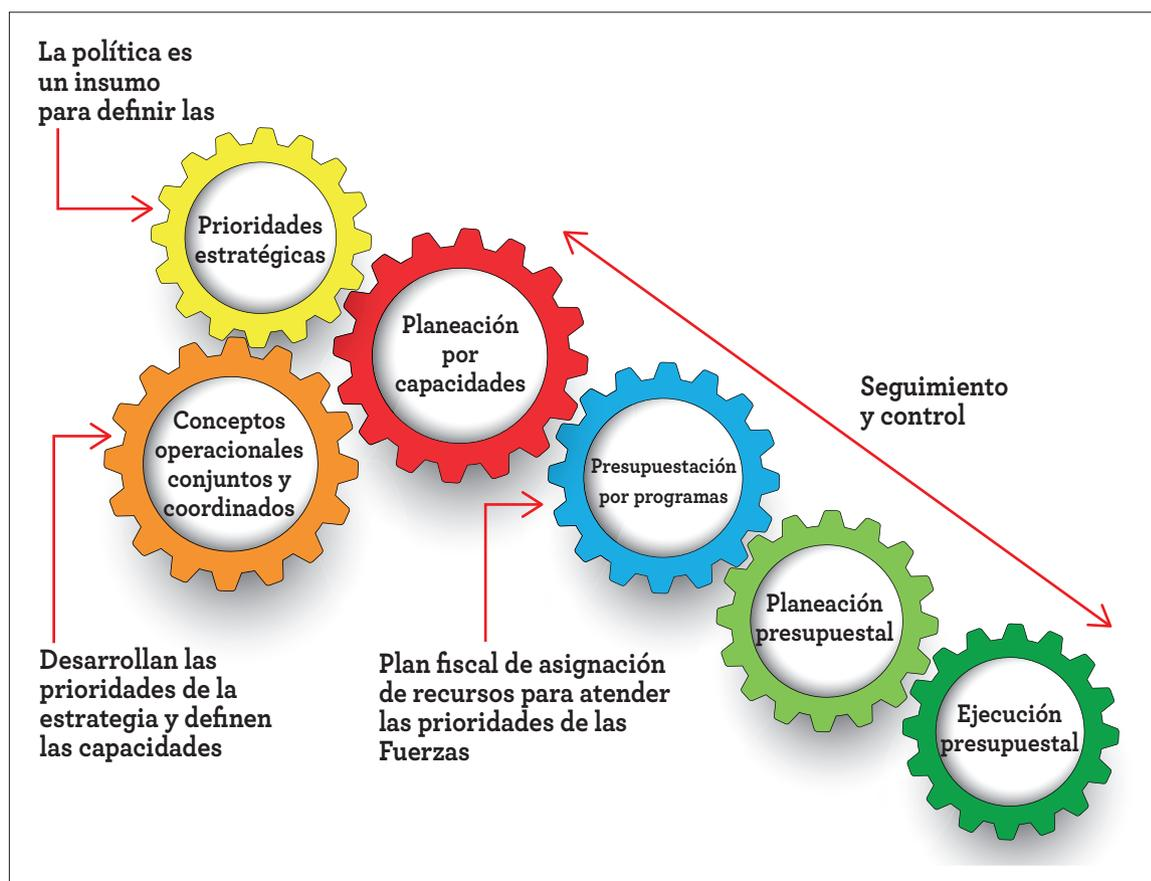 La política es
un insumo
para definir las
Prioridades
estratégicas
Planeación
por
capacidades
Conceptos
operacionales
conjuntos y
coordinados
Seguimiento
y control
Presupuestación
por programas
Planeación
presupuestal
Ejecución
presupuestal
Desarrollan las
prioridades de la
estrategia y definen
las capacidades
Plan fiscal de asignación
de recursos para atender
las prioridades de las
Fuerzas